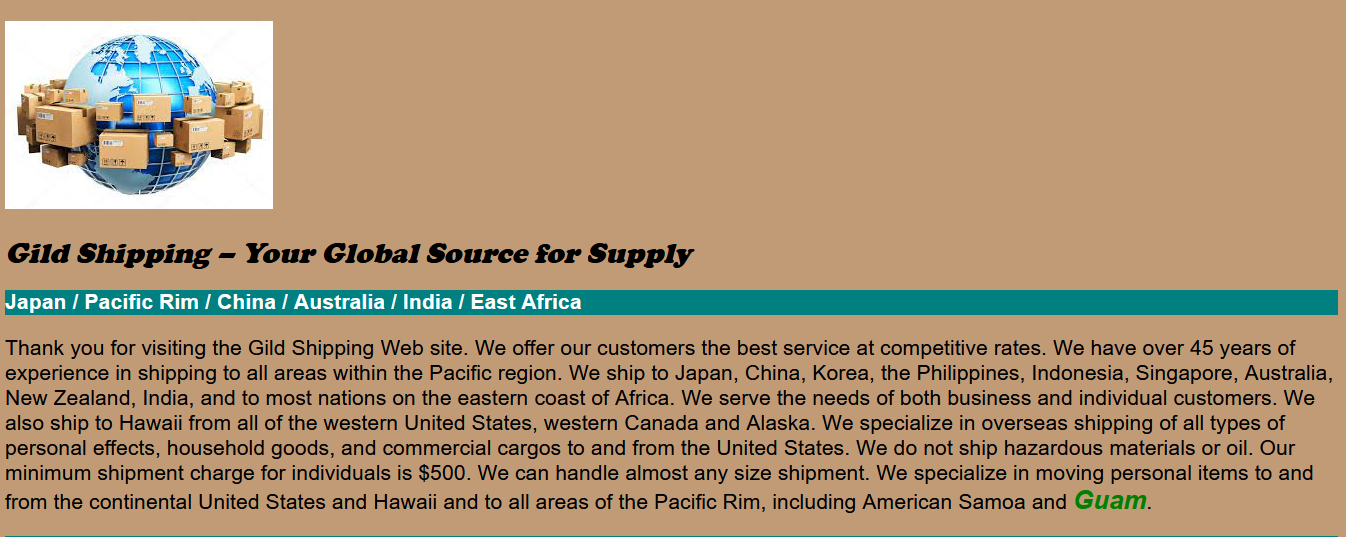 Gild Shipping – Your Global Source for Supply
Japan / Pacific Rim / China / Australia / India / East Africa
Thank you for visiting the Gild Shipping Web site. We offer our customers the best service at competitive rates. We have over 45 years of
experience in shipping to all areas within the Pacific region. We ship to Japan, China, Korea, the Philippines, Indonesia, Singapore, Australia,
New Zealand, India, and to most nations on the eastern coast of Africa. We serve the needs of both business and individual customers. We
also ship to Hawaii from all of the western United States, western Canada and Alaska. We specialize in overseas shipping of all types of
personal effects, household goods, and commercial cargos to and from the United States. We do not ship hazardous materials or oil. Our
minimum shipment charge for individuals is $500. We can handle almost any size shipment. We specialize in moving personal items to and
from the continental United States and Hawaii and to all areas of the Pacific Rim, including American Samoa and Guam.